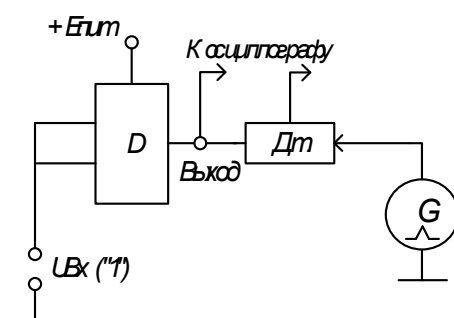 +Eпит
К осциллографу
D
Дт
Выход
G
UВх ("1")